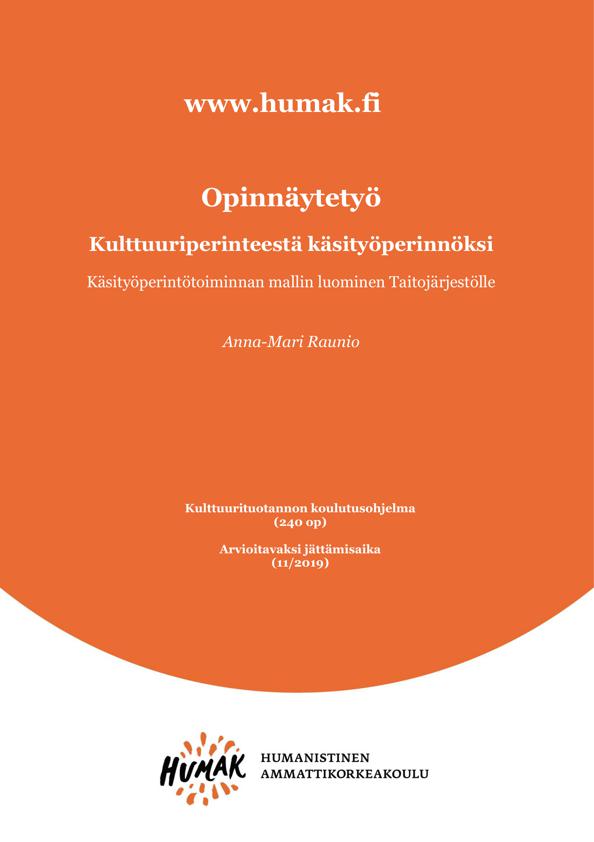 www.humak.fi
Opinnäytetyö
Kulttuuriperinteestä käsityöperinnöksi
Käsityöperintötoiminnan mallin luominen Taitojärjestölle
Anna-Mari Raunio
Kulttuurituotannon koulutusohjelma
(240 op)
Arvioitavaksi jättämisaika
(11/2019)
HUMAK
HUMANISTINEN
AMMATTIKORKEAKOULU